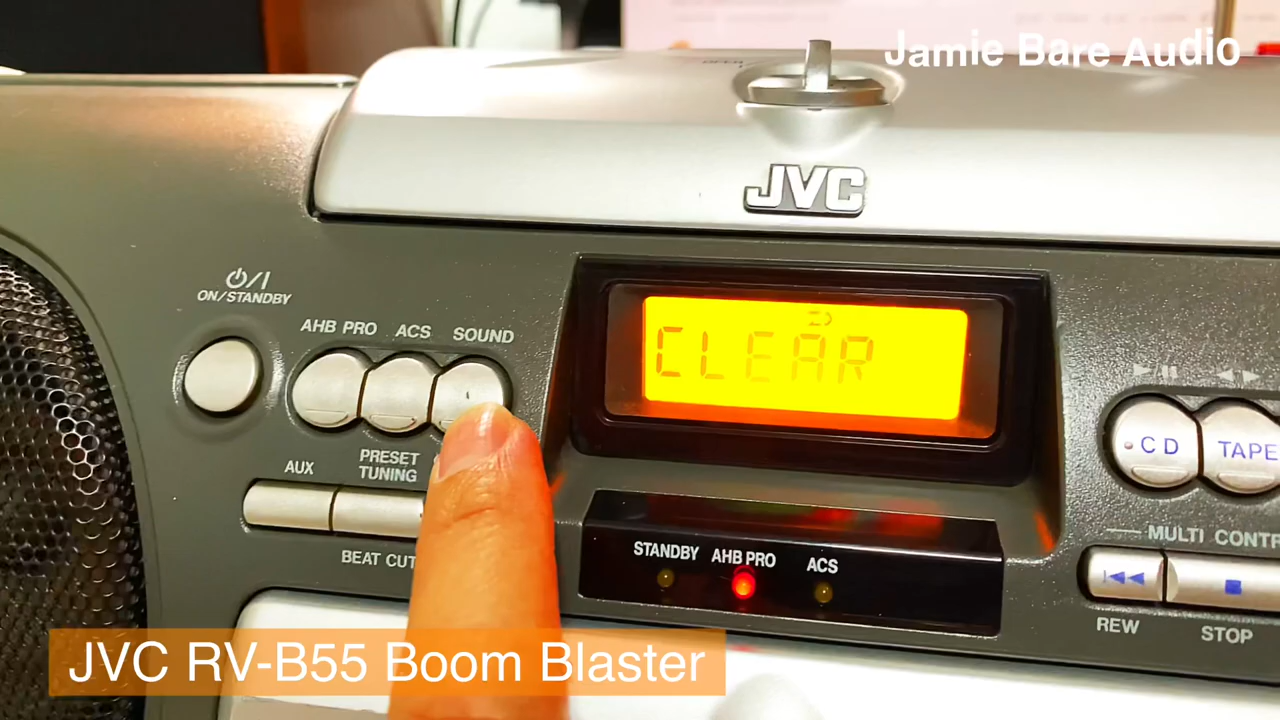 Jamie Bare Audio
JVC
⏻/I
ON/STANDBY
AHB PRO ACS SOUND
CLEAR
AUX
PRESET
TUNING
BEAT CUT
STANDBY AHB PRO ACS
CD TAPE
MULTI CONTR
REW STOP
JVC RV-B55 Boom Blaster